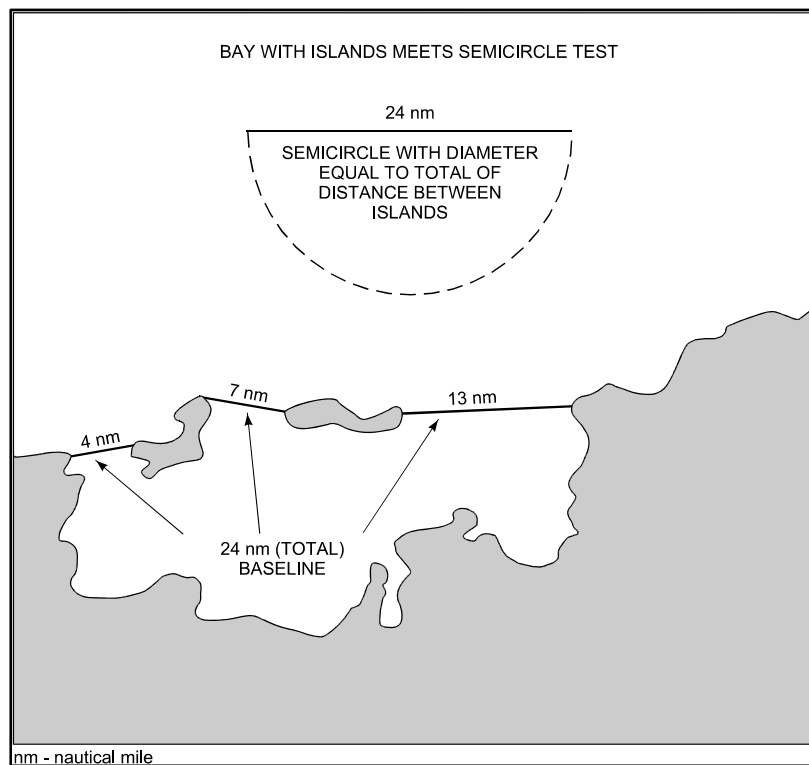 BAY WITH ISLANDS MEETS SEMICIRCLE TEST
24 nm
SEMICIRCLE WITH DIAMETER
EQUAL TO TOTAL OF
DISTANCE BETWEEN
ISLANDS
7 nm
13 nm
4 nm
24 nm (TOTAL)
BASELINE
nm - nautical mile